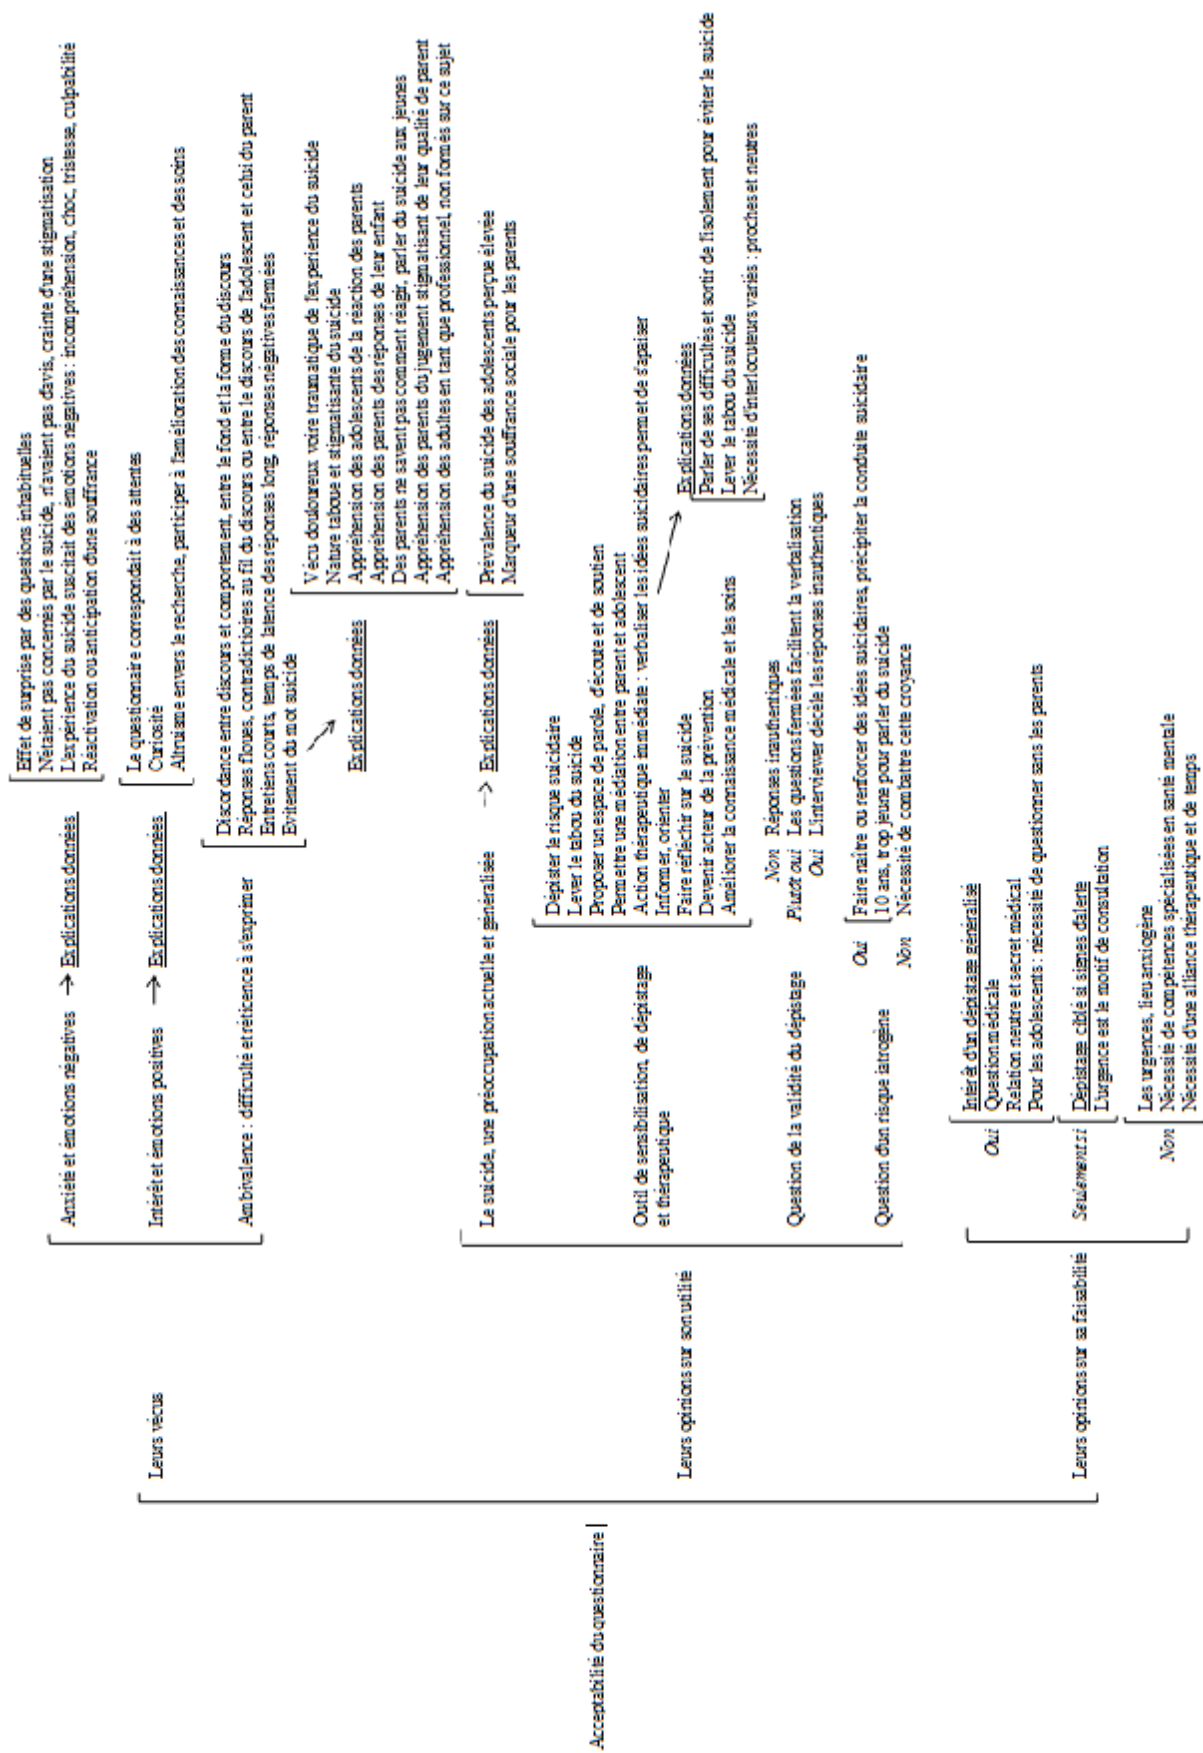 Acceptabilité du questionnaire
Leurs vécus
Anxiété et émotions négatives → Explications données
Effet de surprise par des questions inhabituelles
N'étaient pas concernés par le suicide, n'avaient pas d'avis, crainte d'une stigmatisation
L'expérience du suicide suscitait des émotions négatives : incompréhension, choc, tristesse, culpabilité
Réactivation ou anticipation d'une souffrance
Intérêt et émotions positives → Explications données
Le questionnaire correspondait à des attentes
Curiosité
Altruisme envers la recherche, participer à l'amélioration des connaissances et des soins
Ambivalence : difficulté et réticence à s'exprimer
Discordance entre discours et comportement, entre le fond et la forme du discours
Réponses floues, contradictoires au fil du discours ou entre le discours de l'adolescent et celui du parent
Entretiens courts, temps de latence des réponses long, réponses négatives fermées
Evitement du mot suicide
Explications données
Vécu douloureux voire traumatique de l'expérience du suicide
Nature taboue et stigmatisante du suicide
Appréhension des adolescents de la réaction des parents
Appréhension des parents des réponses de leur enfant
Des parents ne savent pas comment réagir, parler du suicide aux jeunes
Appréhension des parents du jugement stigmatisant de leur qualité de parent
Appréhension des adultes en tant que professionnel, non formés sur ce sujet
Leurs opinions sur son utilité
Le suicide, une préoccupation actuelle et généralisée → Explications données
Prévalence du suicide des adolescents perçue élevée
Marqueur d'une souffrance sociale pour les parents
Outil de sensibilisation, de dépistage
et thérapeutique
Dépister le risque suicidaire
Lever le tabou du suicide
Proposer un espace de parole, d'écoute et de soutien
Permettre une médiation entre parent et adolescent
Action thérapeutique immédiate : verbaliser les idées suicidaires permet de s'apaiser
Informer, orienter
Faire réfléchir sur le suicide
Devenir acteur de la prévention
Améliorer la connaissance médicale et les soins
Explications données
Parler de ses difficultés et sortir de l'isolement pour éviter le suicide
Lever le tabou du suicide
Nécessité d'interlocuteurs variés : proches et neutres
Question de la validité du dépistage
Non Réponses inauthentiques
Plutôt oui Les questions fermées facilitent la verbalisation
Oui L'interviewer décèle les réponses inauthentiques
Question d'un risque iatrogène
Oui Faire naître ou renforcer des idées suicidaires, précipiter la conduite suicidaire
10 ans, trop jeune pour parler du suicide
Non Nécessité de combattre cette croyance
Leurs opinions sur sa faisabilité
Oui
Intérêt d'un dépistage généralisé
Question médicale
Relation neutre et secret médical
Pour les adolescents : nécessité de questionner sans les parents
Seulement si
Dépistage ciblé si signes d'alerte
L'urgence est le motif de consultation
Non
Les urgences, lieu anxiogène
Nécessité de compétences spécialisées en santé mentale
Nécessité d'une alliance thérapeutique et de temps